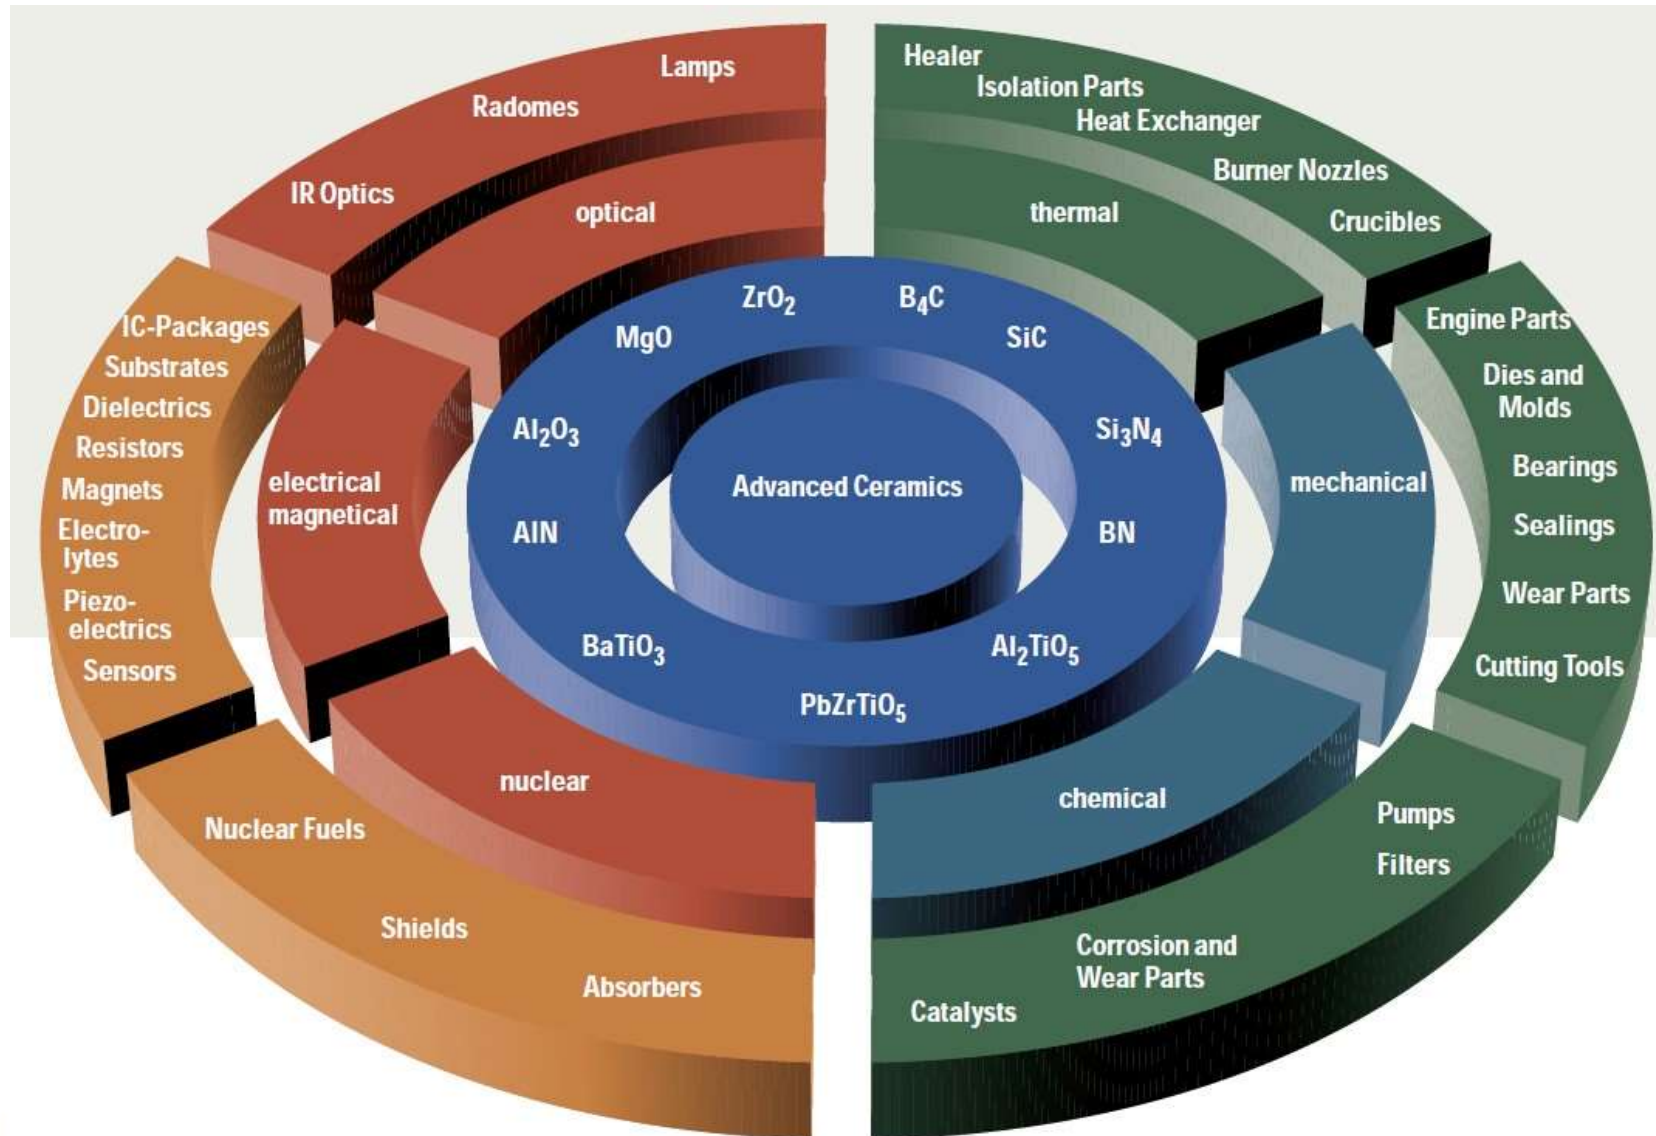 Lamps
Radomes
IR Optics
optical
Healer
Isolation Parts
Heat Exchanger
Burner Nozzles
Crucibles
thermal
IC-Packages
Substrates
Dielectrics
Resistors
Magnets
Electro-
lytes
Piezo-
electrics
Sensors
electrical
magnetical
ZrO₂
B₄C
MgO
SiC
Al₂O₃
Si₃N₄
Advanced Ceramics
AlN
BN
BaTiO₃
Al₂TiO₅
PbZrTiO₅
mechanical
Engine Parts
Dies and
Molds
Bearings
Sealings
Wear Parts
Cutting Tools
nuclear
Nuclear Fuels
Shields
Absorbers
chemical
Pumps
Filters
Corrosion and
Wear Parts
Catalysts